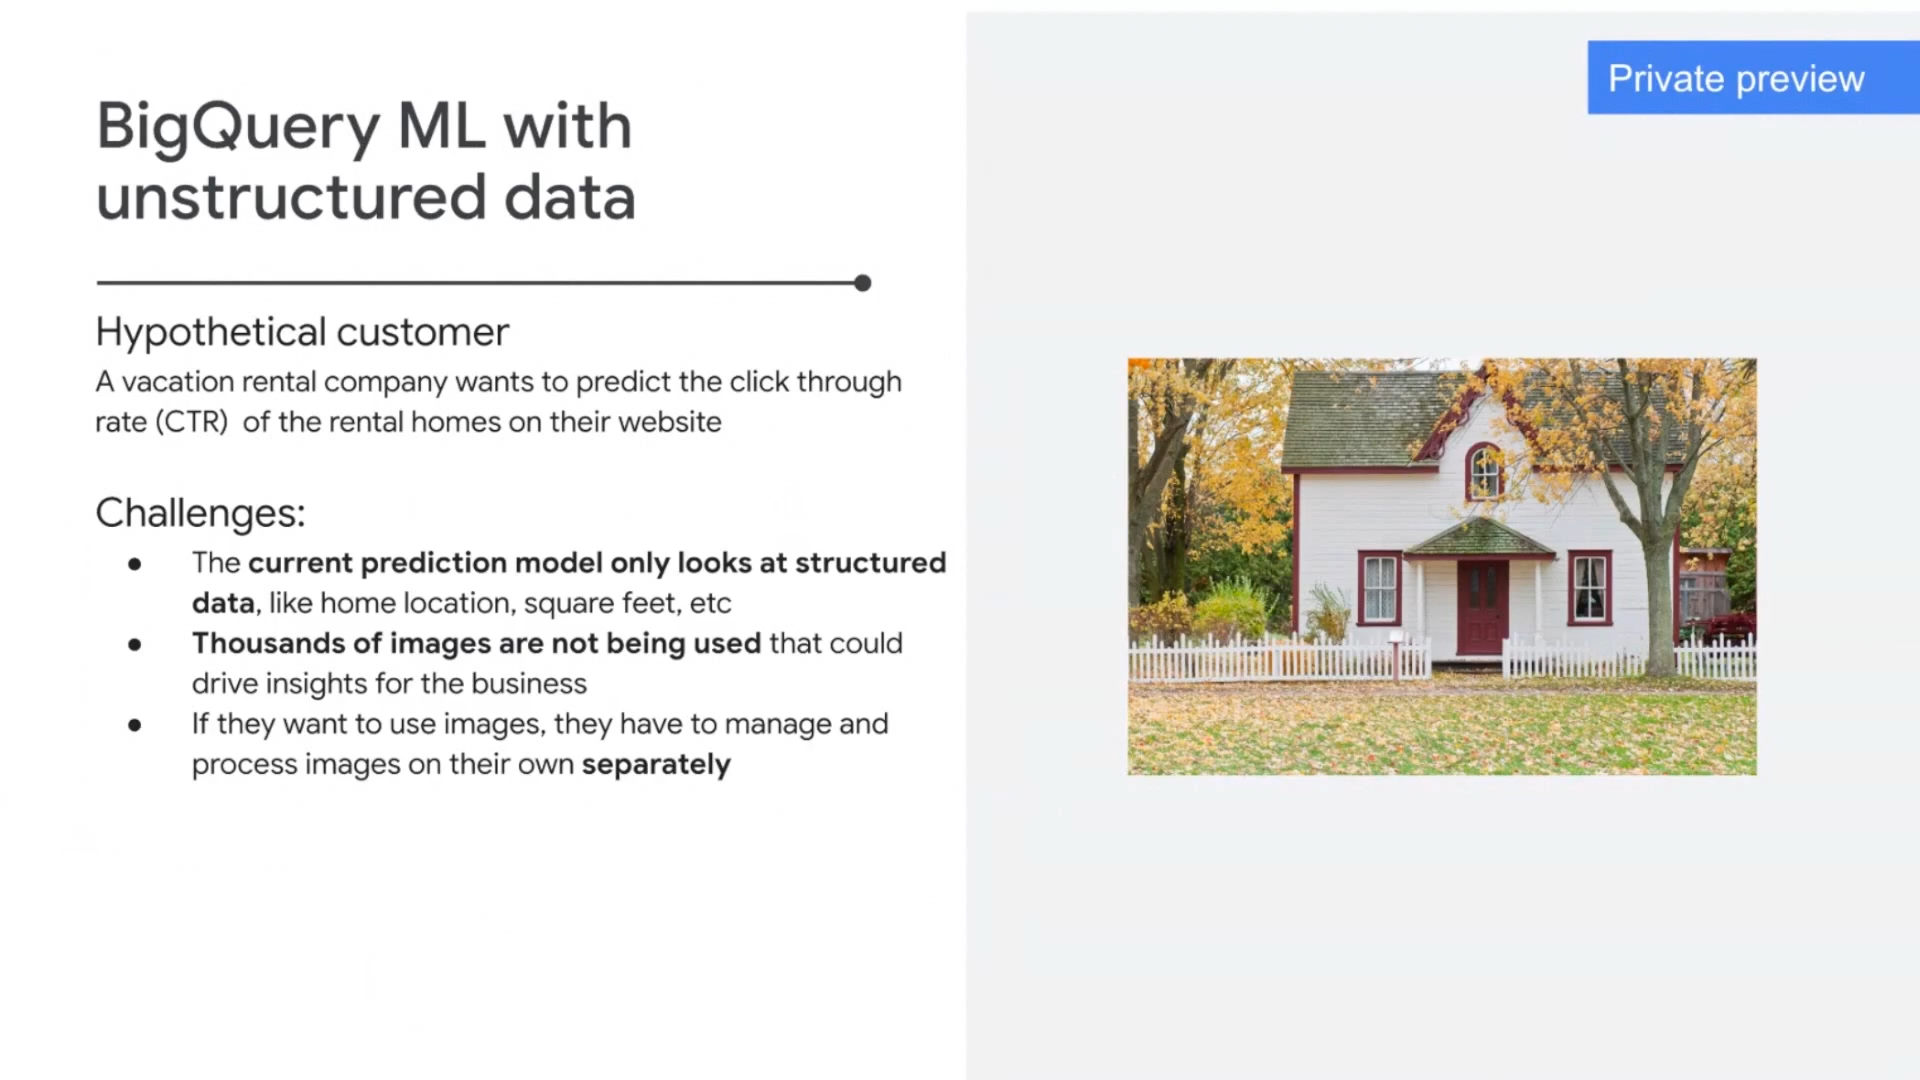 Private preview
BigQuery ML with
unstructured data
Hypothetical customer
A vacation rental company wants to predict the click through
rate (CTR)  of the rental homes on their website
Challenges:
● The current prediction model only looks at structured
data, like home location, square feet, etc
● Thousands of images are not being used that could
drive insights for the business
● If they want to use images, they have to manage and
process images on their own separately